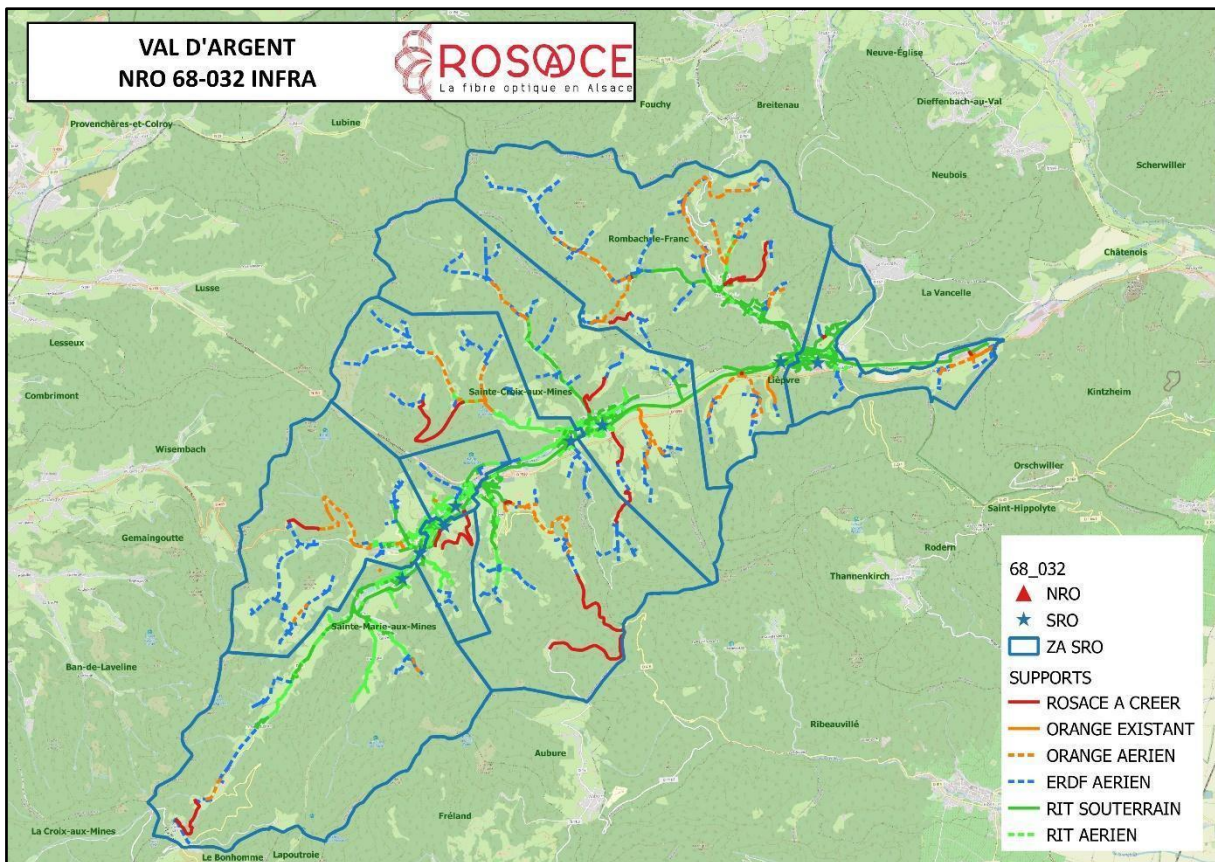 VAL D'ARGENT
NRO 68-032 INFRA
ROSACE
La fibre optique en Alsace
Neuve-Église
Fouchy
Breitenau
Dieffenbach-au-Val
Provenchères-et-Colroy
Lubine
Scherwiller
Neubois
Rombach-le-Franc
Châtenois
Lusse
La Vancelle
Lesseux
Lièpvre
Kintzheim
Combrimont
Sainte-Croix-aux-Mines
Wisembach
Orschwiller
Saint-Hippolyte
Gemaingoutte
Rodern
Thannenkirch
Sainte-Marie-aux-Mines
Ban-de-Laveline
Ribeauvillé
Aubure
Fréland
La Croix-aux-Mines
Le Bonhomme
Lapoutroie
68_032
NRO
SRO
ZA SRO
SUPPORTS
ROSACE A CREER
ORANGE EXISTANT
ORANGE AERIEN
ERDF AERIEN
RIT SOUTERRAIN
RIT AERIEN